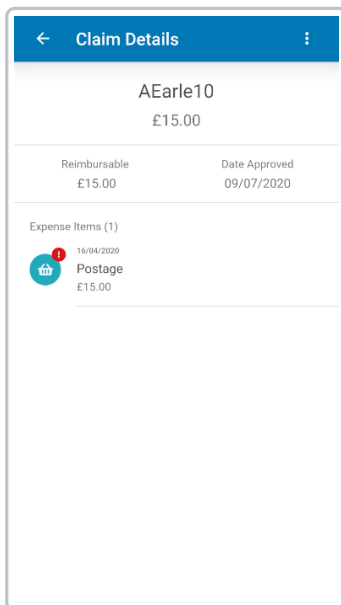 Claim Details
AEarle10
£15.00
Reimbursable Date Approved
£15.00 09/07/2020
Expense Items (1)
16/04/2020
!
Postage
£15.00